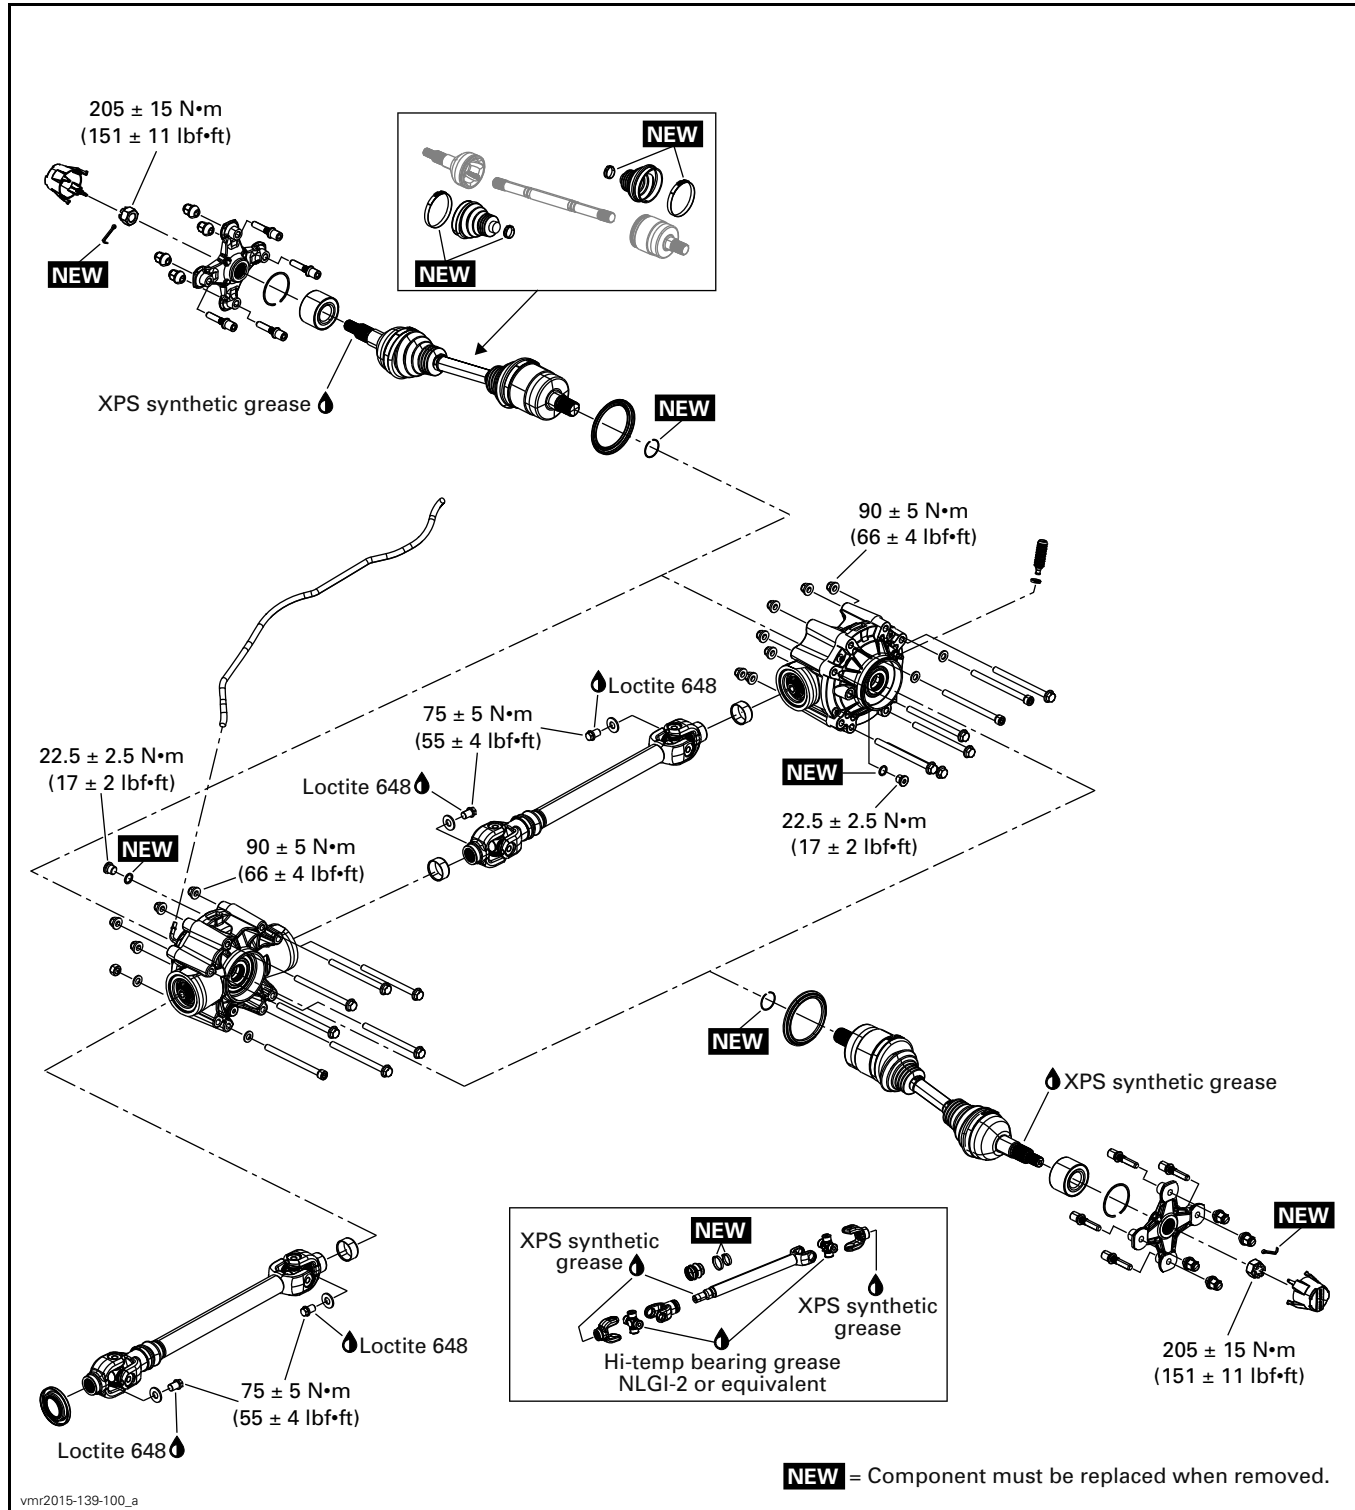 205 ± 15 N•m
(151 ± 11 lbf•ft)
NEW
NEW
NEW
XPS synthetic grease
NEW
90 ± 5 N•m
(66 ± 4 lbf•ft)
Loctite 648
75 ± 5 N•m
(55 ± 4 lbf•ft)
22.5 ± 2.5 N•m
(17 ± 2 lbf•ft)
NEW
Loctite 648
22.5 ± 2.5 N•m
(17 ± 2 lbf•ft)
NEW
90 ± 5 N•m
(66 ± 4 lbf•ft)
NEW
XPS synthetic grease
NEW
XPS synthetic
grease
NEW
XPS synthetic
grease
Hi-temp bearing grease
NLGI-2 or equivalent
205 ± 15 N•m
(151 ± 11 lbf•ft)
Loctite 648
75 ± 5 N•m
(55 ± 4 lbf•ft)
Loctite 648
NEW = Component must be replaced when removed.
vmr2015-139-100_a